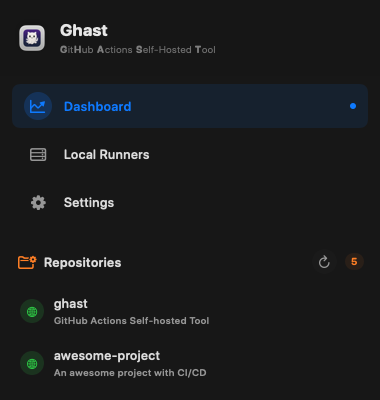 Ghast
GitHub Actions Self-Hosted Tool
Dashboard
Local Runners
Settings
Repositories
5
ghast
GitHub Actions Self-hosted Tool
awesome-project
An awesome project with CI/CD